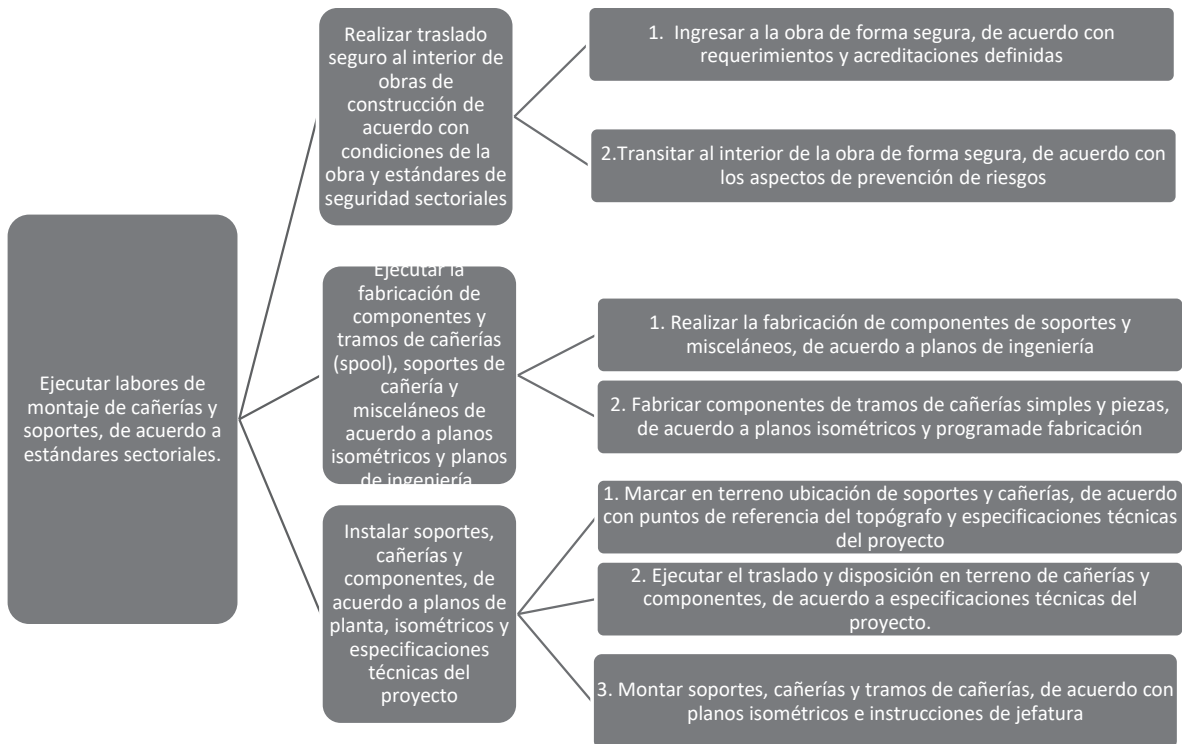 Ejecutar labores de
montaje de cañerías y
soportes, de acuerdo a
estándares sectoriales.
Realizar traslado
seguro al interior de
obras de
construcción de
acuerdo con
condiciones de la
obra y estándares de
seguridad sectoriales
1. Ingresar a la obra de forma segura, de acuerdo con
requerimientos y acreditaciones definidas
2.Transitar al interior de la obra de forma segura, de acuerdo con
los aspectos de prevención de riesgos
Ejecutar la
fabricación de
componentes y
tramos de cañerías
(spool), soportes de
cañería y
misceláneos de
acuerdo a planos
isométricos y planos
de ingeniería
1. Realizar la fabricación de componentes de soportes y
misceláneos, de acuerdo a planos de ingeniería
2. Fabricar componentes de tramos de cañerías simples y piezas,
de acuerdo a planos isométricos y programade fabricación
Instalar soportes,
cañerías y
componentes, de
acuerdo a planos de
planta, isométricos y
especificaciones
técnicas del
proyecto
1. Marcar en terreno ubicación de soportes y cañerías, de acuerdo
con puntos de referencia del topógrafo y especificaciones técnicas
del proyecto
2. Ejecutar el traslado y disposición en terreno de cañerías y
componentes, de acuerdo a especificaciones técnicas del
proyecto.
3. Montar soportes, cañerías y tramos de cañerías, de acuerdo con
planos isométricos e instrucciones de jefatura